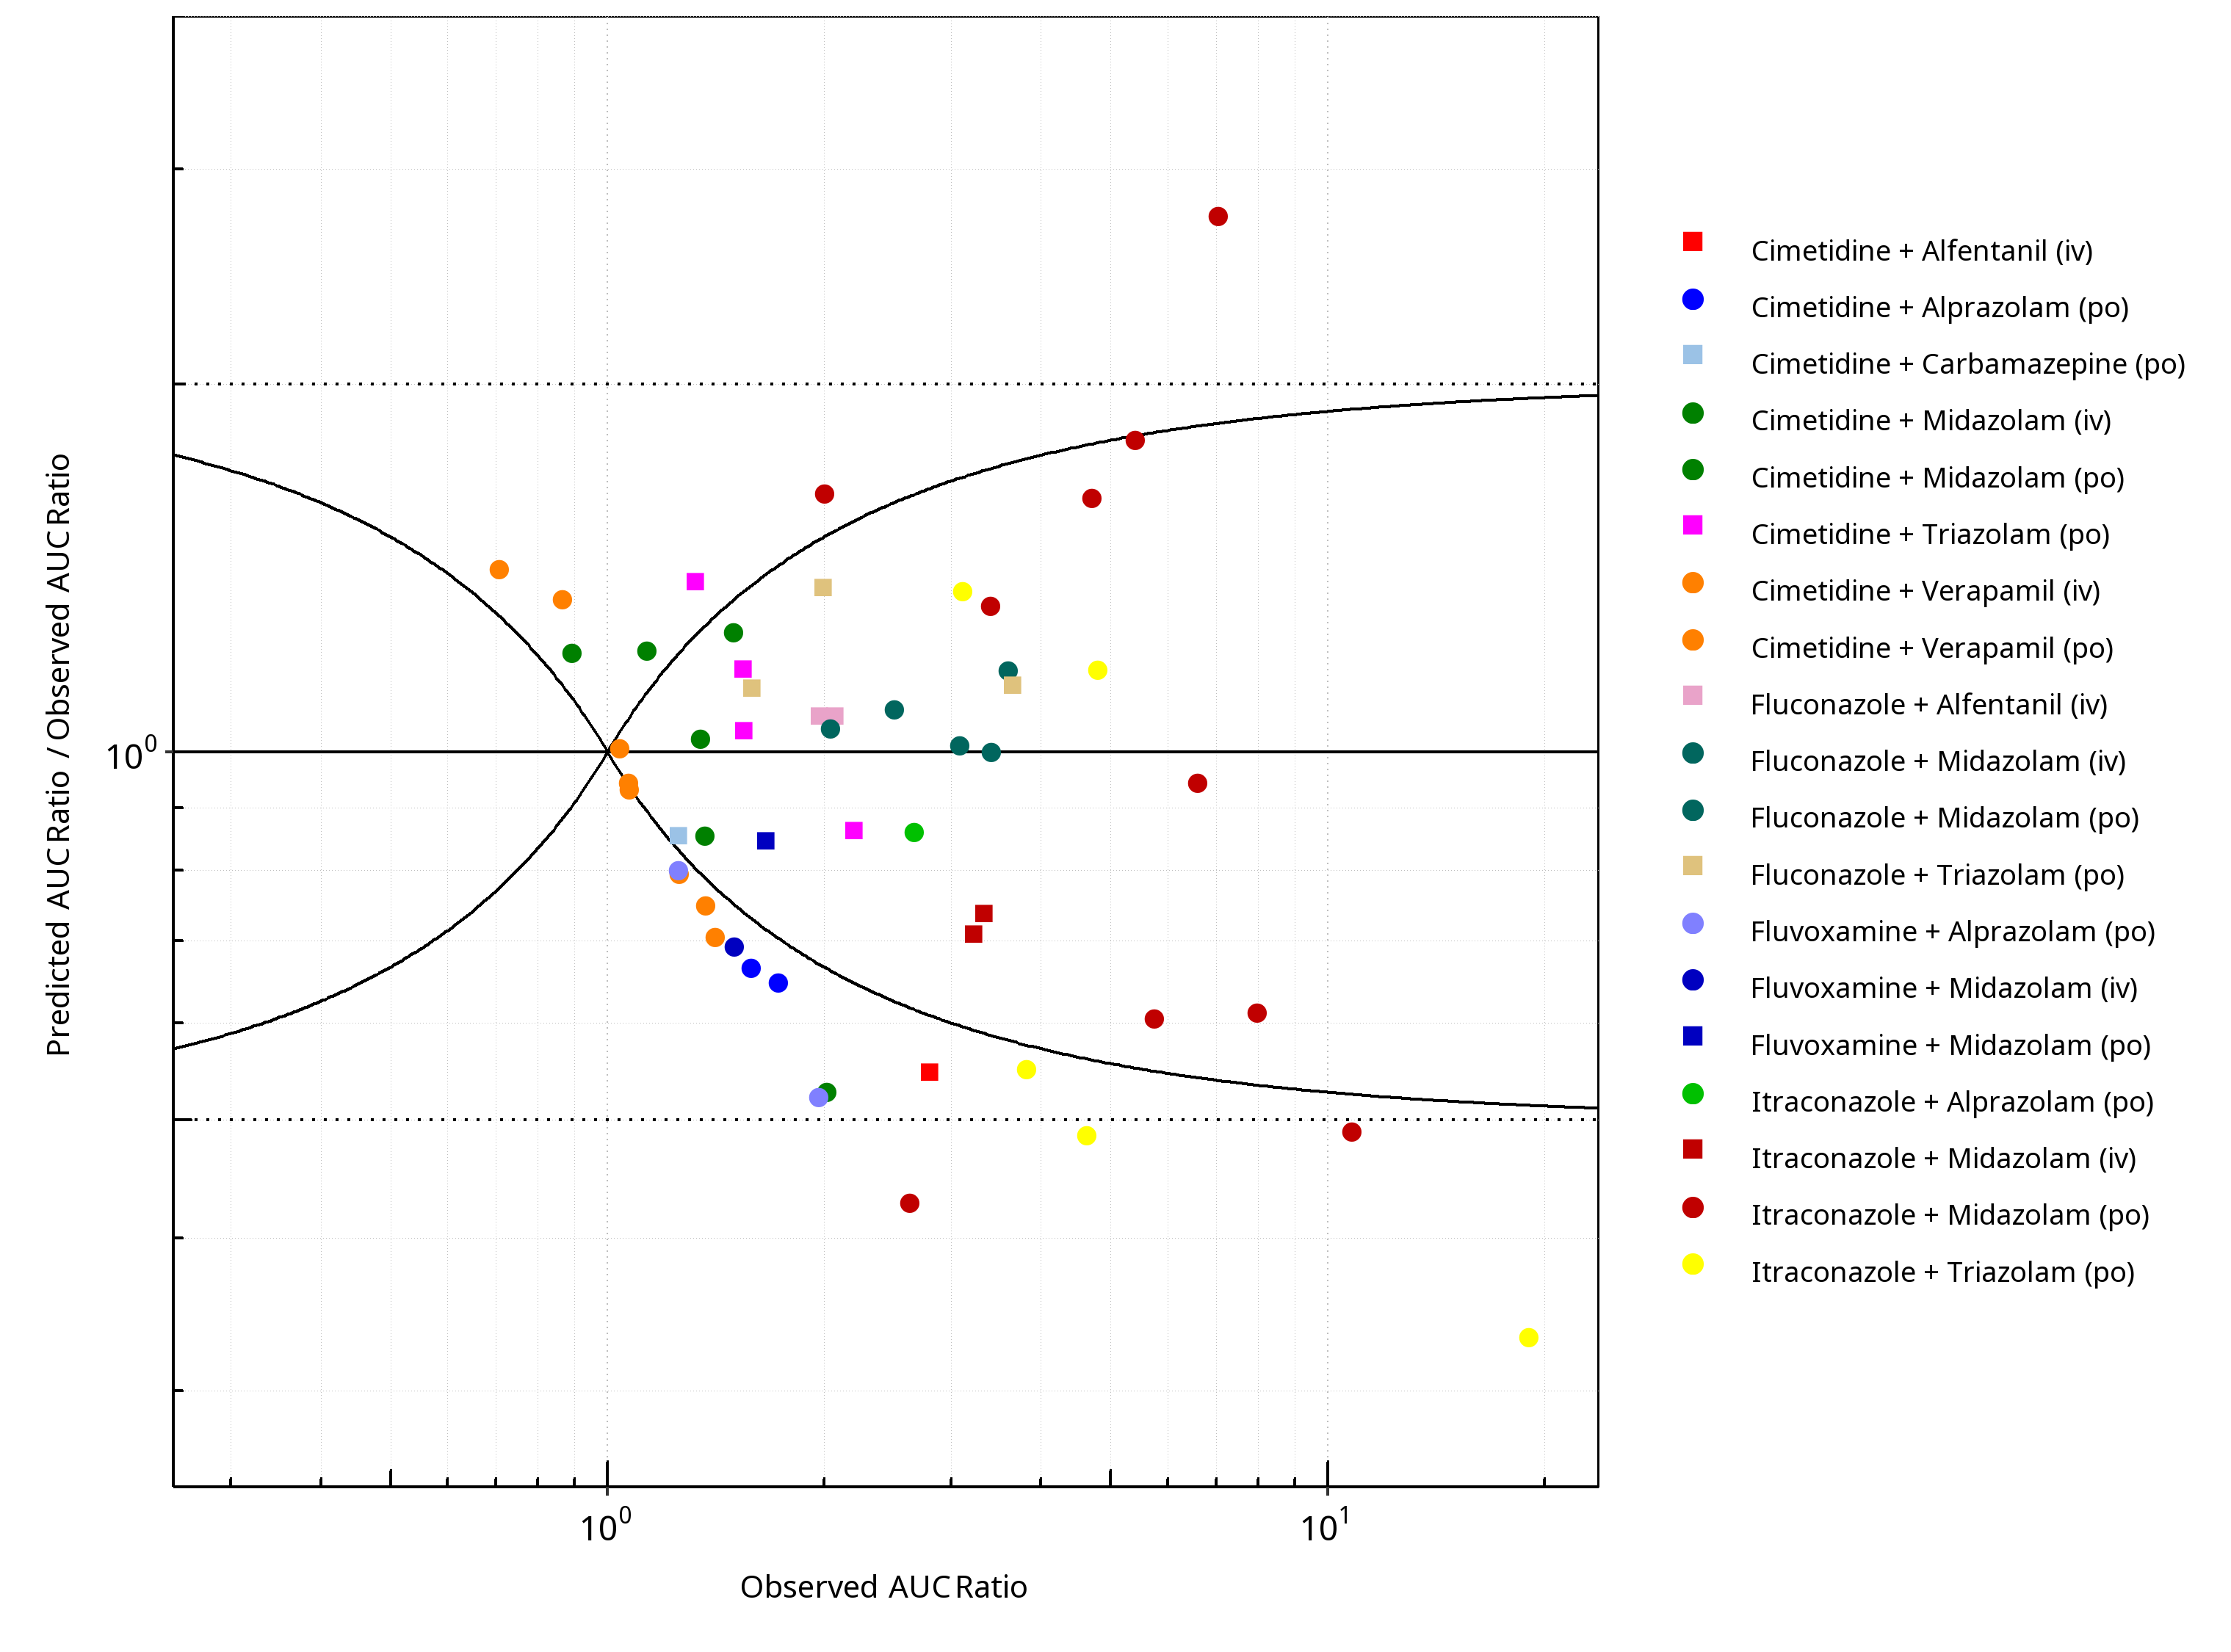 Predicted AUC Ratio / Observed AUC Ratio
10^0
10^0
10^1
Observed AUC Ratio
Cimetidine + Alfentanil (iv)
Cimetidine + Alprazolam (po)
Cimetidine + Carbamazepine (po)
Cimetidine + Midazolam (iv)
Cimetidine + Midazolam (po)
Cimetidine + Triazolam (po)
Cimetidine + Verapamil (iv)
Cimetidine + Verapamil (po)
Fluconazole + Alfentanil (iv)
Fluconazole + Midazolam (iv)
Fluconazole + Midazolam (po)
Fluconazole + Triazolam (po)
Fluvoxamine + Alprazolam (po)
Fluvoxamine + Midazolam (iv)
Fluvoxamine + Midazolam (po)
Itraconazole + Alprazolam (po)
Itraconazole + Midazolam (iv)
Itraconazole + Midazolam (po)
Itraconazole + Triazolam (po)